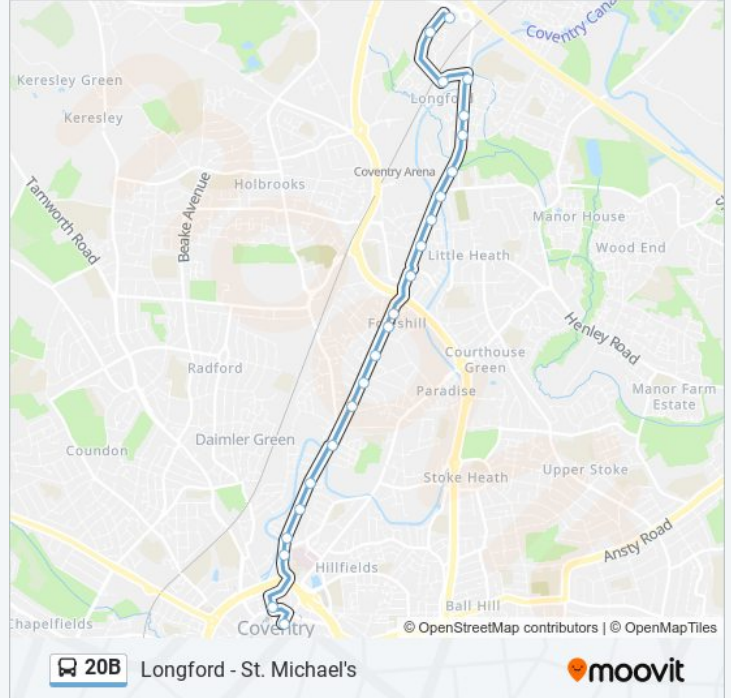 Coventry Cana
Keresley Green
Longford
Keresley
Coventry Arena
Holbrooks
Tamworth Road
Beake Avenue
Manor House
Wood End
Little Heath
Henley Road
Courthouse
Green
Radford
Paradise
Manor Farm
Estate
Daimler Green
Coundon
Upper Stoke
Stoke Heath
Ansty Road
Hillfields
Ball Hill
Chapelfields
Coventry
© OpenStreetMap contributors | © OpenMapTiles
20B Longford - St. Michael's
moovit